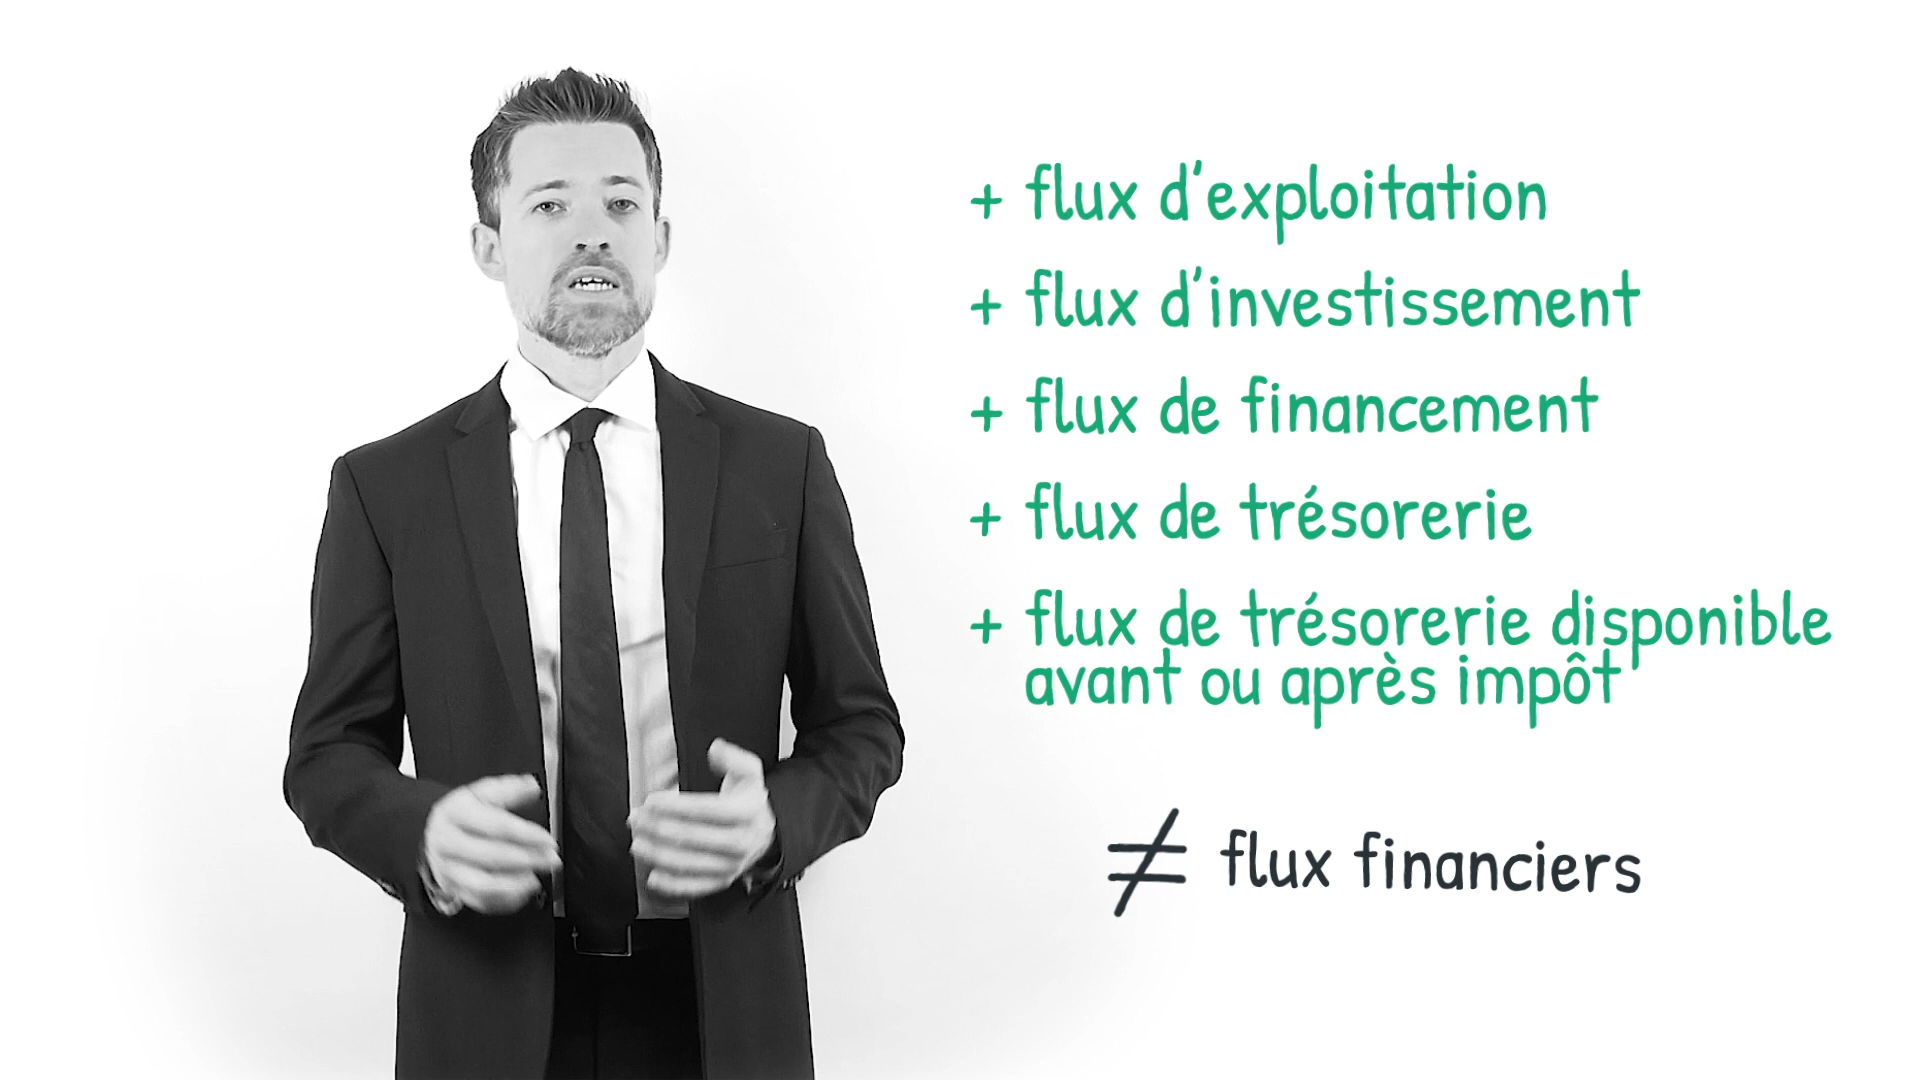 + flux d'exploitation
+ flux d'investissement
+ flux de financement
+ flux de trésorerie
+ flux de trésorerie disponible
avant ou après impôt
≠ flux financiers